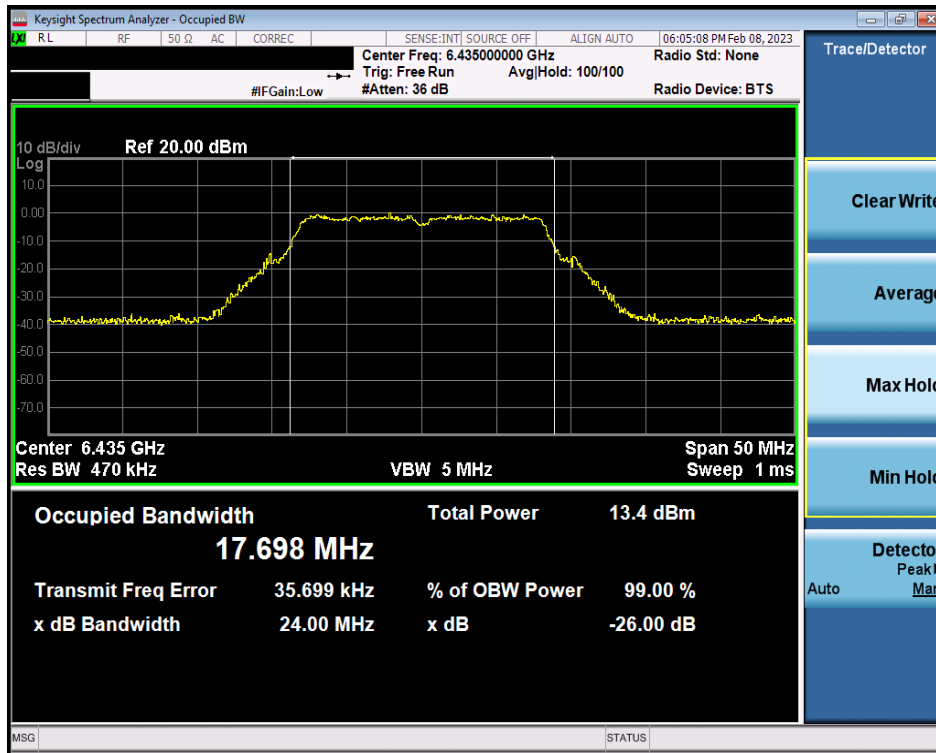 Keysight Spectrum Analyzer - Occupied BW
LXI RL RF 50 Ω AC CORREC SENSE:INT SOURCE OFF ALIGN AUTO 06:05:08 PM Feb 08, 2023
Center Freq: 6.435000000 GHz Radio Std: None
Trig: Free Run Avg|Hold: 100/100
#IFGain:Low #Atten: 36 dB Radio Device: BTS
10 dB/div Ref 20.00 dBm
Log
10.0
0.00
-10.0
-20.0
-30.0
-40.0
-50.0
-60.0
-70.0
Center 6.435 GHz Span 50 MHz
Res BW 470 kHz VBW 5 MHz Sweep 1 ms
Occupied Bandwidth Total Power 13.4 dBm
17.698 MHz
Transmit Freq Error 35.699 kHz % of OBW Power 99.00 %
x dB Bandwidth 24.00 MHz x dB -26.00 dB
MSG STATUS
Trace/Detector
Clear Write
Average
Max Hold
Min Hold
Detecto
Peak
Auto Man